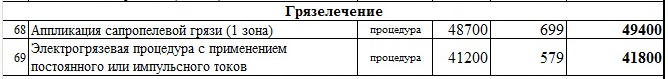 Грязелечение
68 Аппликация сапропелевой грязи (1 зона) процедура 48700 699 49400
69 Электрогрязевая процедура с применением постоянного или импульсного токов процедура 41200 579 41800